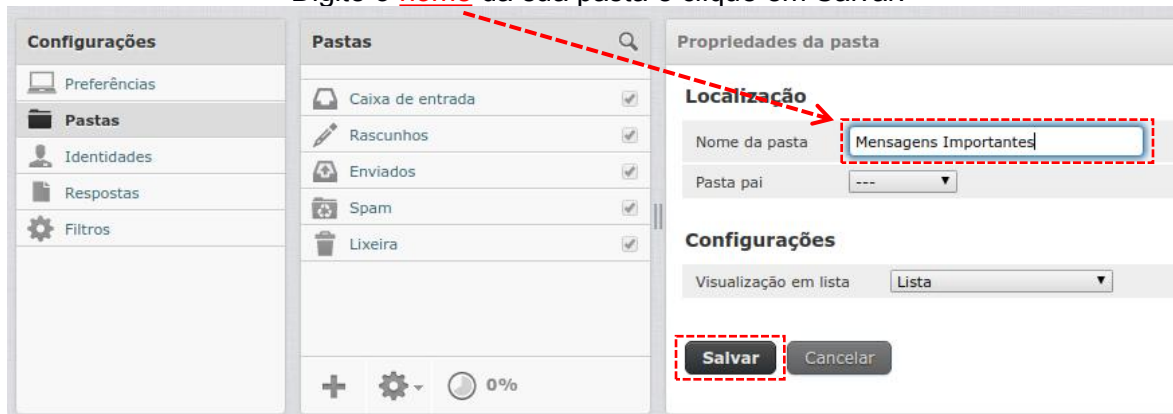 Digite o nome da sua pasta e clique em Salvar.
Configurações
Preferências
Pastas
Identidades
Respostas
Filtros
Pastas
Caixa de entrada
Rascunhos
Enviados
Spam
Lixeira
0%
Propriedades da pasta
Localização
Nome da pasta Mensagens Importantes
Pasta pai ---
Configurações
Visualização em lista Lista
Salvar Cancelar